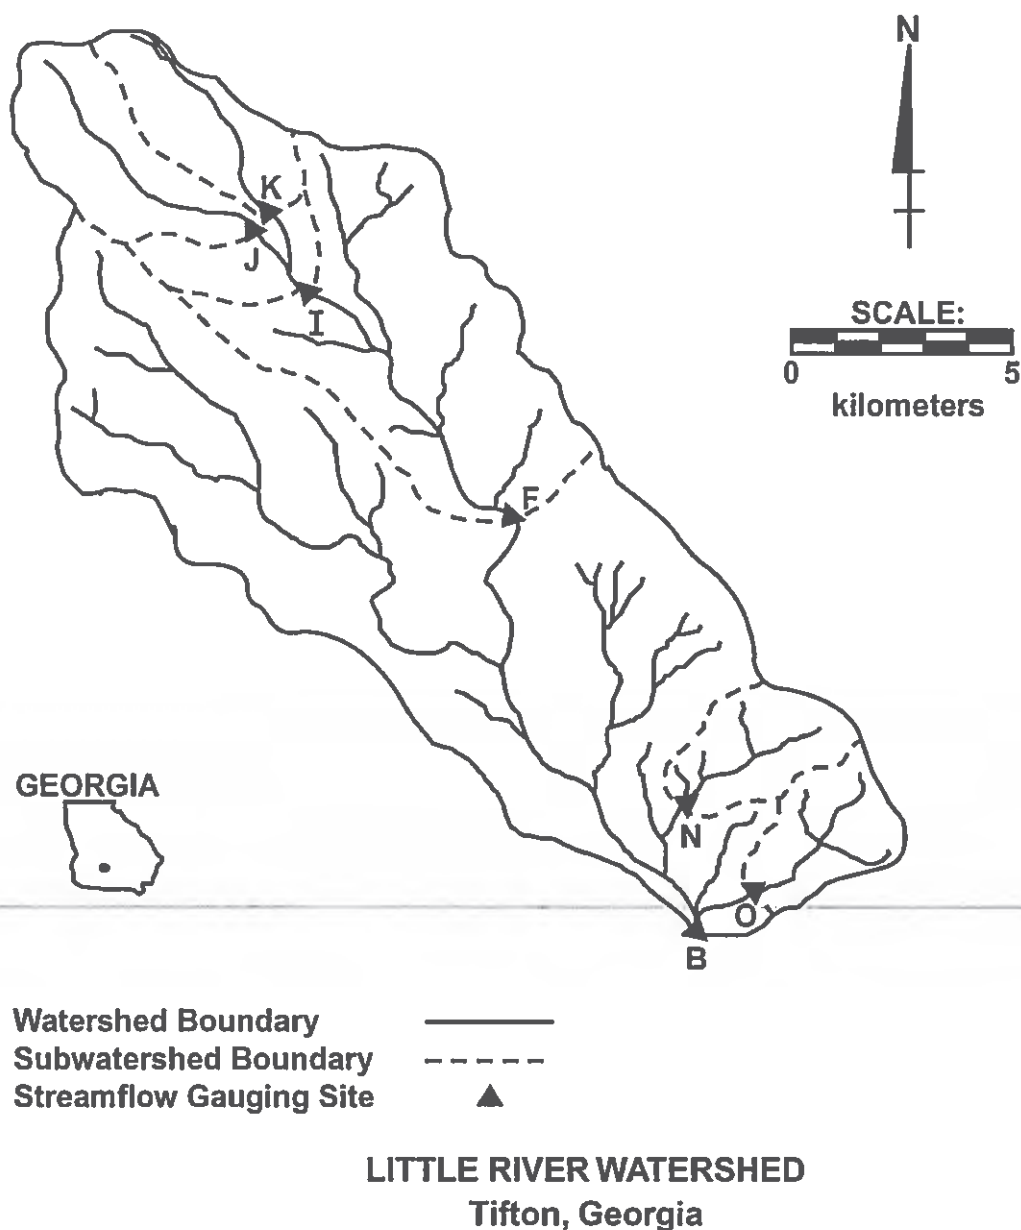 N
K
J
I
SCALE:
0 5
kilometers
F
GEORGIA
N
O
B
Watershed Boundary
Subwatershed Boundary
Streamflow Gauging Site
LITTLE RIVER WATERSHED
Tifton, Georgia